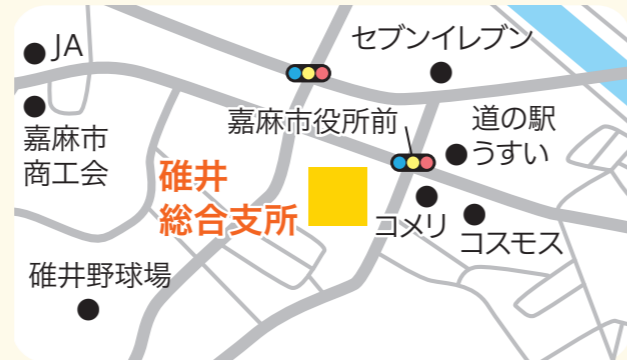 JA
セブンイレブン
嘉麻市
商工会
嘉麻市役所前
道の駅
うすい
碓井
総合支所
コメリ
コスモス
碓井野球場